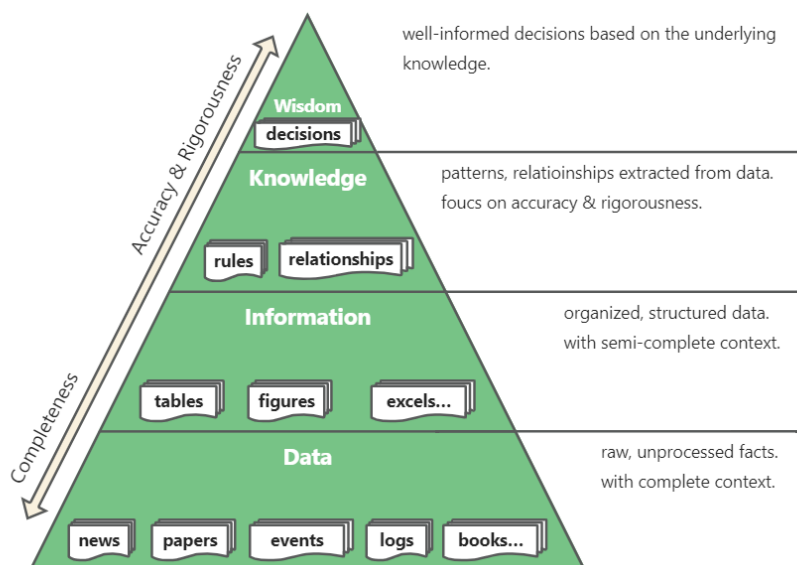 well-informed decisions based on the underlying
knowledge.
Accuracy & Rigorousness
Wisdom
decisions
Knowledge
patterns, relatioinships extracted from data.
foucs on accuracy & rigorousness.
rules
relationships
Information
organized, structured data.
with semi-complete context.
tables
figures
excels...
Completeness
Data
raw, unprocessed facts.
with complete context.
news
papers
events
logs
books...